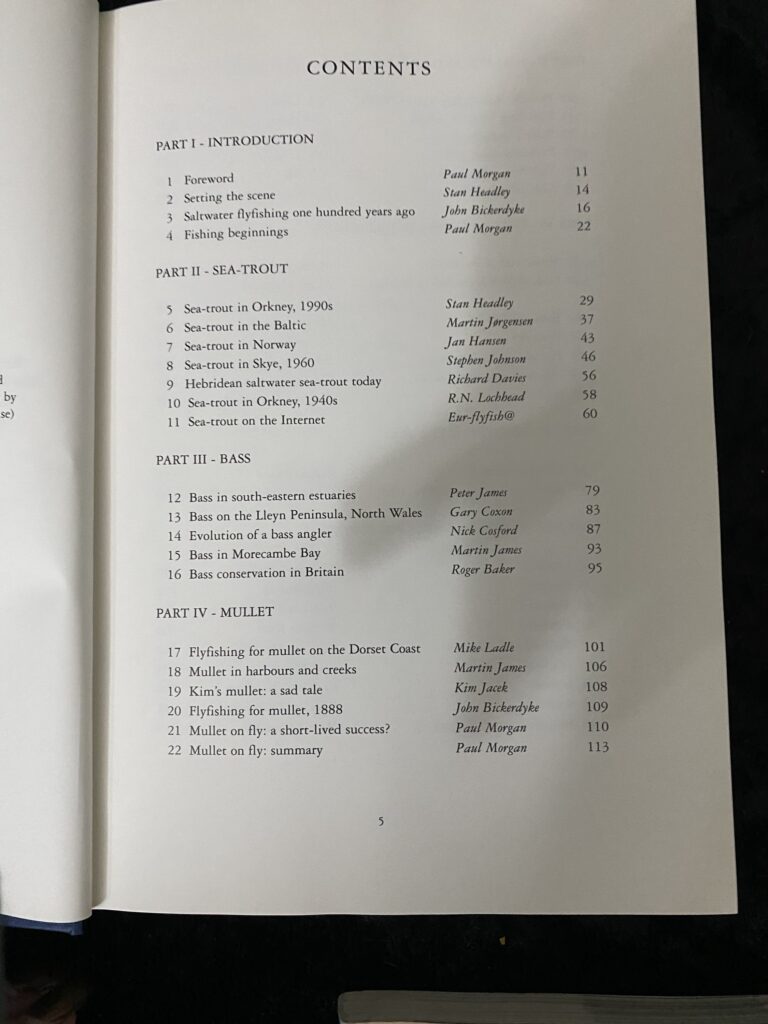 CONTENTS
PART I - INTRODUCTION
1 Foreword Paul Morgan 11
2 Setting the scene Stan Headley 14
3 Saltwater flyfishing one hundred years ago John Bickerdyke 16
4 Fishing beginnings Paul Morgan 22
PART II - SEA-TROUT
5 Sea-trout in Orkney, 1990s Stan Headley 29
6 Sea-trout in the Baltic Martin Jørgensen 37
7 Sea-trout in Norway Jan Hansen 43
8 Sea-trout in Skye, 1960 Stephen Johnson 46
9 Hebridean saltwater sea-trout today Richard Davies 56
10 Sea-trout in Orkney, 1940s R.N. Lochhead 58
11 Sea-trout on the Internet Eur-flyfish@ 60
PART III - BASS
12 Bass in south-eastern estuaries Peter James 79
13 Bass on the Lleyn Peninsula, North Wales Gary Coxon 83
14 Evolution of a bass angler Nick Cosford 87
15 Bass in Morecambe Bay Martin James 93
16 Bass conservation in Britain Roger Baker 95
PART IV - MULLET
17 Flyfishing for mullet on the Dorset Coast Mike Ladle 101
18 Mullet in harbours and creeks Martin James 106
19 Kim's mullet: a sad tale Kim Jacek 108
20 Flyfishing for mullet, 1888 John Bickerdyke 109
21 Mullet on fly: a short-lived success? Paul Morgan 110
22 Mullet on fly: summary Paul Morgan 113
5
by
se)